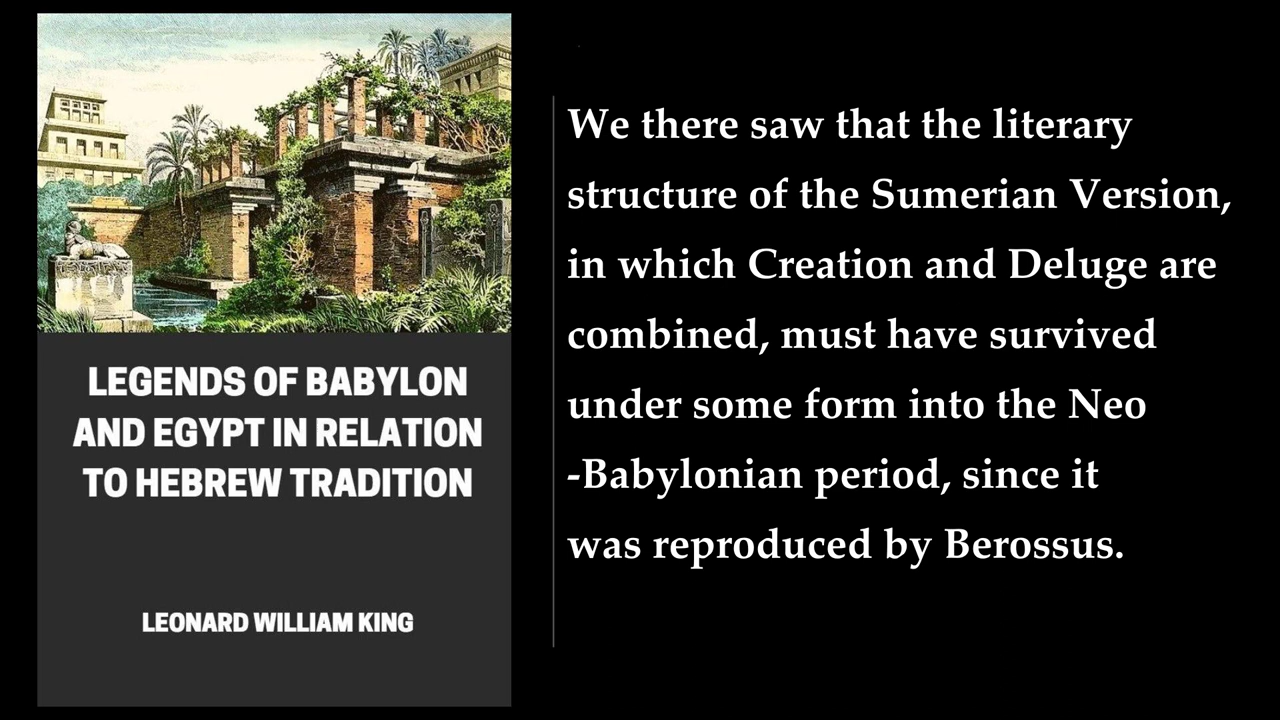 LEGENDS OF BABYLON
AND EGYPT IN RELATION
TO HEBREW TRADITION
LEONARD WILLIAM KING
We there saw that the literary
structure of the Sumerian Version,
in which Creation and Deluge are
combined, must have survived
under some form into the Neo
-Babylonian period, since it
was reproduced by Berossus.